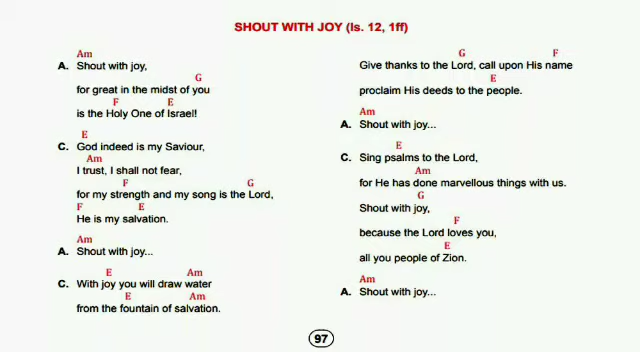 SHOUT WITH JOY (Is. 12, 1ff)
Am
A. Shout with joy,
G
for great in the midst of you
F E
is the Holy One of Israel!
E
C. God indeed is my Saviour,
Am
I trust, I shall not fear,
F G
for my strength and my song is the Lord,
F E
He is my salvation.
Am
A. Shout with joy...
E Am
C. With joy you will draw water
E Am
from the fountain of salvation.
G F
Give thanks to the Lord, call upon His name
E
proclaim His deeds to the people.
Am
A. Shout with joy...
E
C. Sing psalms to the Lord,
Am
for He has done marvellous things with us.
G
Shout with joy,
F
because the Lord loves you,
E
all you people of Zion.
Am
A. Shout with joy...
97